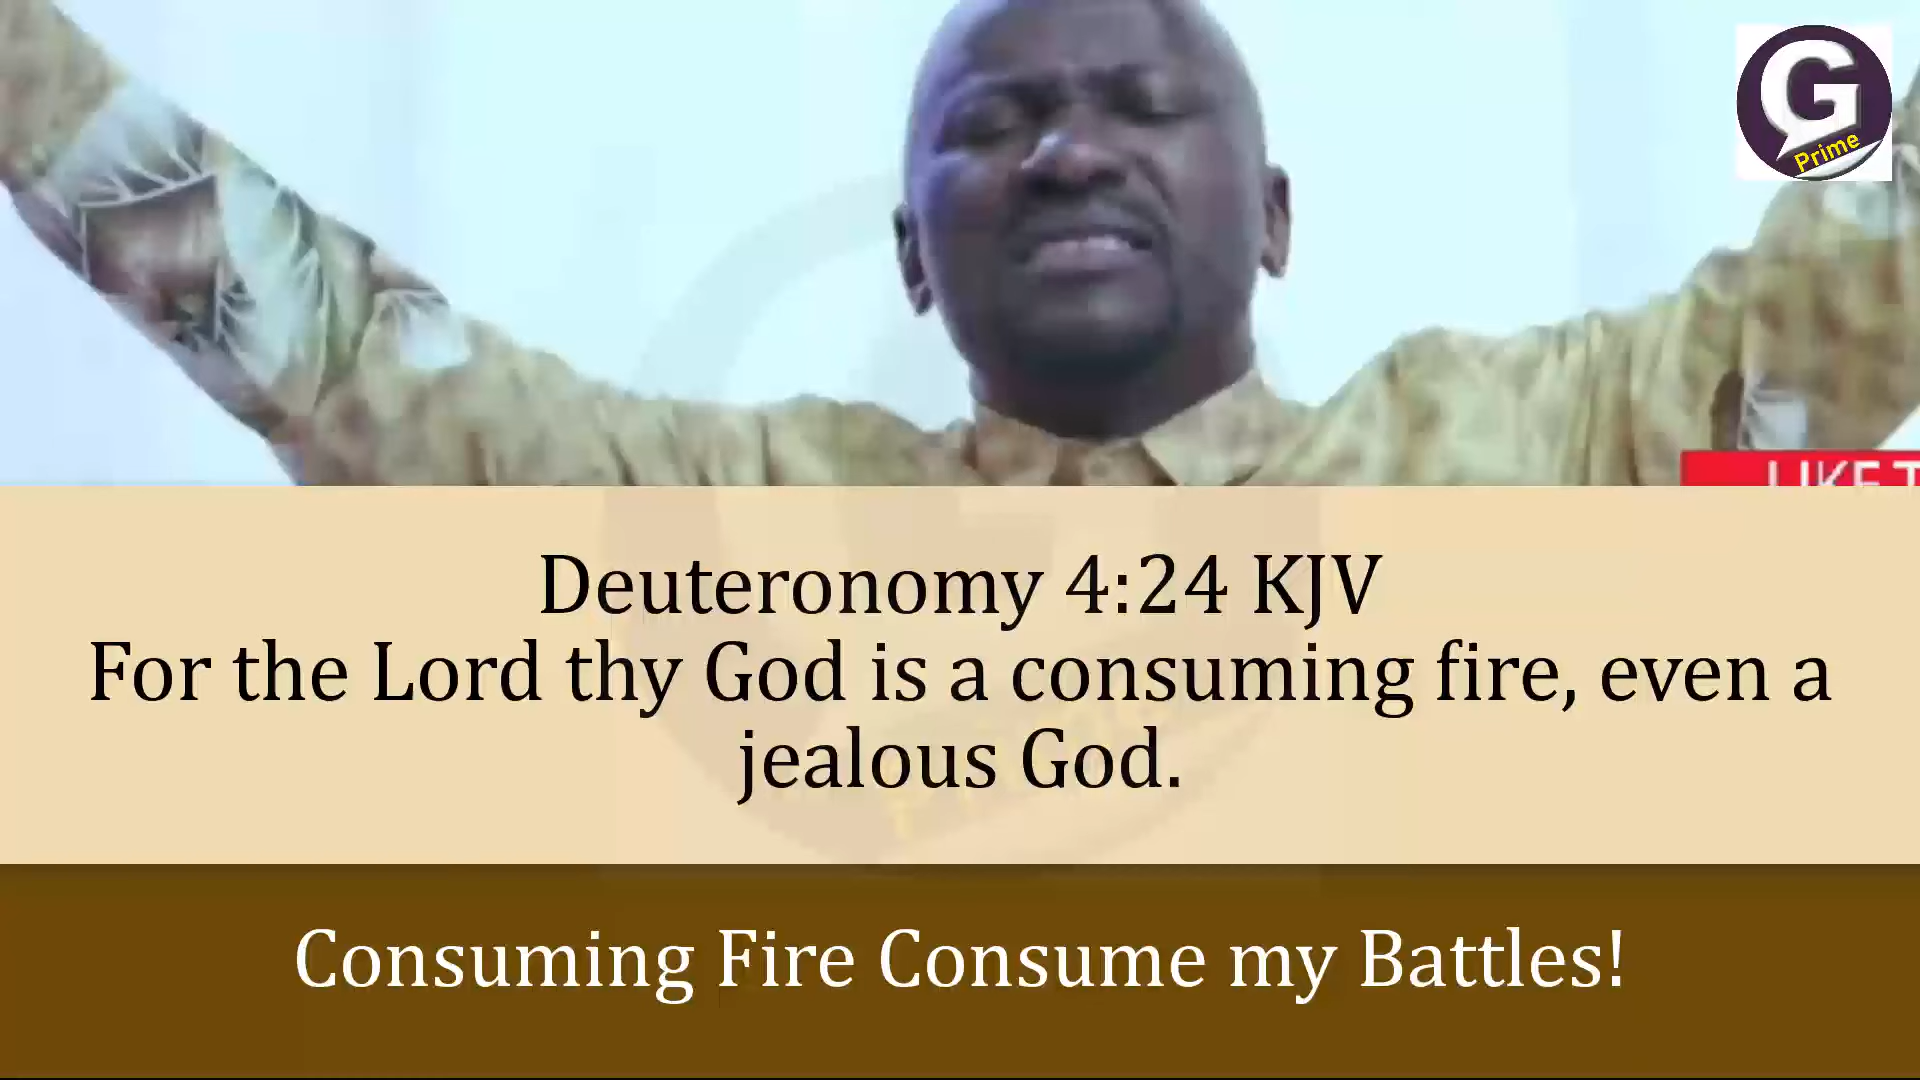 G
Prime
LIKE T
Deuteronomy 4:24 KJV
For the Lord thy God is a consuming fire, even a
jealous God.
Consuming Fire Consume my Battles!